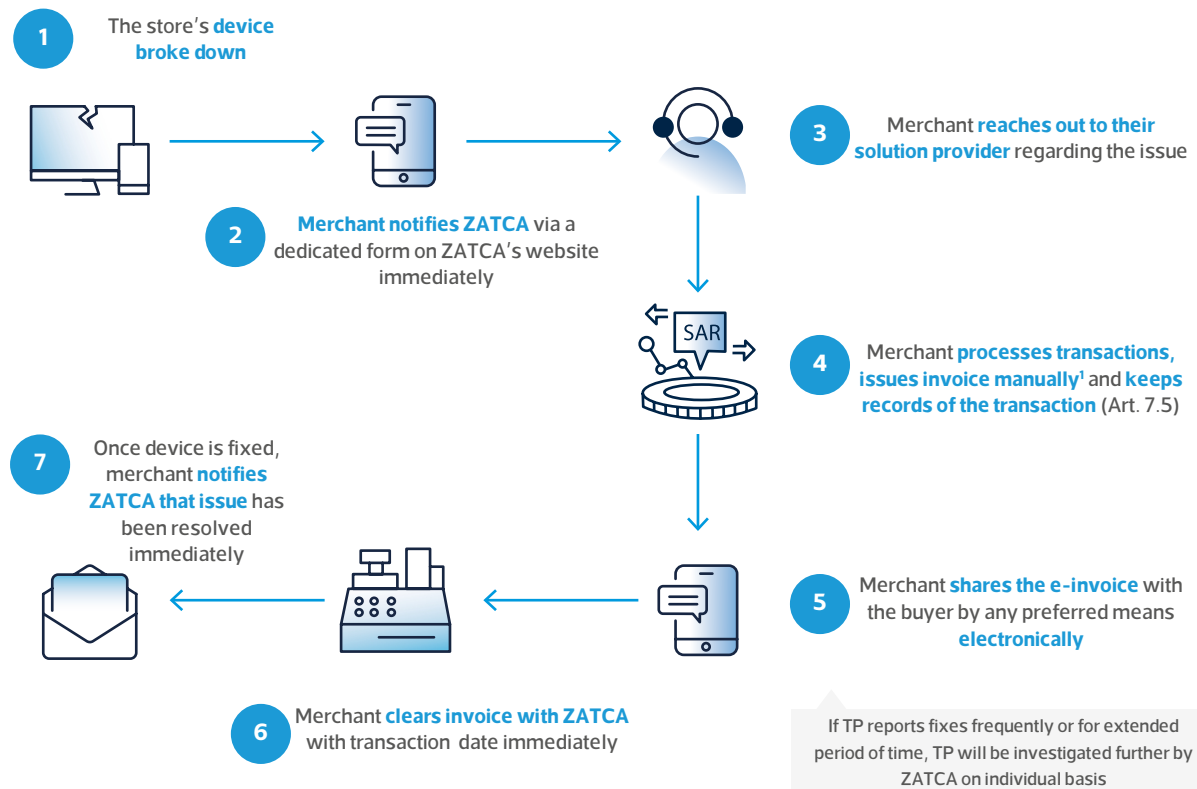 1
The store's device
broke down
2
Merchant notifies ZATCA via a
dedicated form on ZATCA's website
immediately
3
Merchant reaches out to their
solution provider regarding the issue
SAR
4
Merchant processes transactions,
issues invoice manually¹ and keeps
records of the transaction (Art. 7.5)
5
Merchant shares the e-invoice with
the buyer by any preferred means
electronically
If TP reports fixes frequently or for extended
period of time, TP will be investigated further by
ZATCA on individual basis
6
Merchant clears invoice with ZATCA
with transaction date immediately
7
Once device is fixed,
merchant notifies
ZATCA that issue has
been resolved
immediately